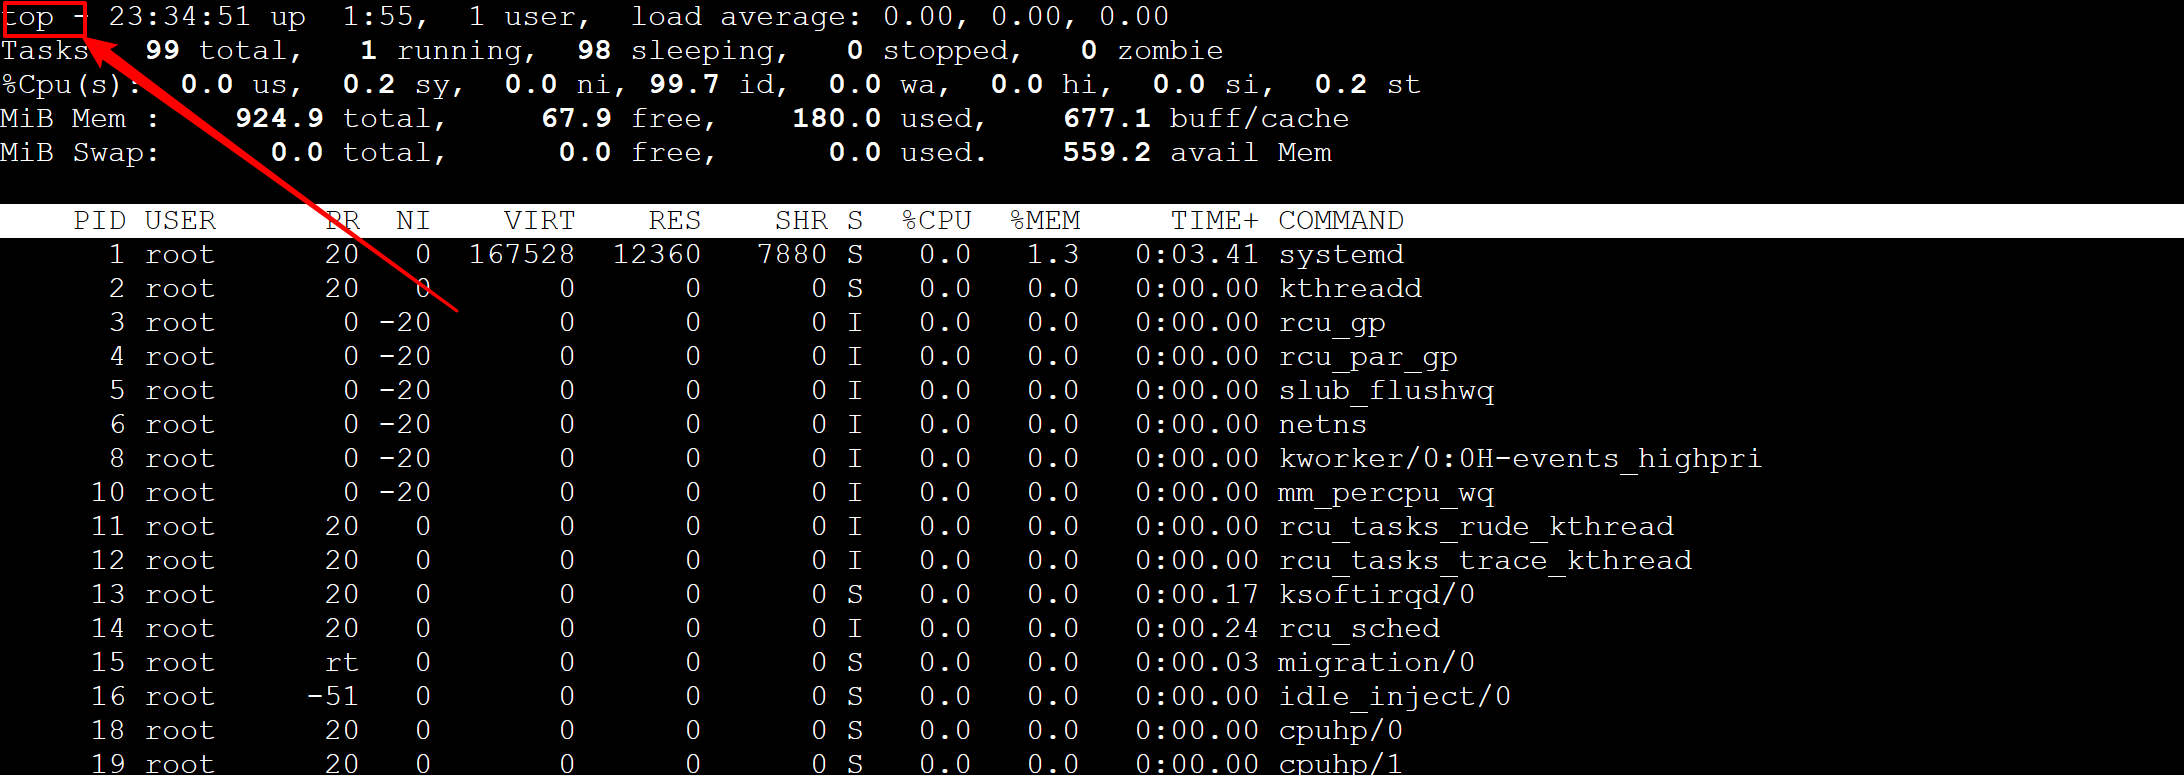 top - 23:34:51 up  1:55,  1 user,  load average: 0.00, 0.00, 0.00
Tasks:  99 total,   1 running,  98 sleeping,   0 stopped,   0 zombie
%Cpu(s):  0.0 us,  0.2 sy,  0.0 ni, 99.7 id,  0.0 wa,  0.0 hi,  0.0 si,  0.2 st
MiB Mem :    924.9 total,     67.9 free,    180.0 used,    677.1 buff/cache
MiB Swap:      0.0 total,      0.0 free,      0.0 used.    559.2 avail Mem
PID USER      PR  NI    VIRT    RES    SHR S  %CPU  %MEM     TIME+ COMMAND
1 root      20   0  167528  12360   7880 S   0.0   1.3   0:03.41 systemd
2 root      20   0       0      0      0 S   0.0   0.0   0:00.00 kthreadd
3 root       0 -20       0      0      0 I   0.0   0.0   0:00.00 rcu_gp
4 root       0 -20       0      0      0 I   0.0   0.0   0:00.00 rcu_par_gp
5 root       0 -20       0      0      0 I   0.0   0.0   0:00.00 slub_flushwq
6 root       0 -20       0      0      0 I   0.0   0.0   0:00.00 netns
8 root       0 -20       0      0      0 I   0.0   0.0   0:00.00 kworker/0:0H-events_highpri
10 root       0 -20       0      0      0 I   0.0   0.0   0:00.00 mm_percpu_wq
11 root      20   0       0      0      0 I   0.0   0.0   0:00.00 rcu_tasks_rude_kthread
12 root      20   0       0      0      0 I   0.0   0.0   0:00.00 rcu_tasks_trace_kthread
13 root      20   0       0      0      0 S   0.0   0.0   0:00.17 ksoftirqd/0
14 root      20   0       0      0      0 I   0.0   0.0   0:00.24 rcu_sched
15 root      rt   0       0      0      0 S   0.0   0.0   0:00.03 migration/0
16 root     -51   0       0      0      0 S   0.0   0.0   0:00.00 idle_inject/0
18 root      20   0       0      0      0 S   0.0   0.0   0:00.00 cpuhp/0
19 root      20   0       0      0      0 S   0.0   0.0   0:00.00 cpuhp/1